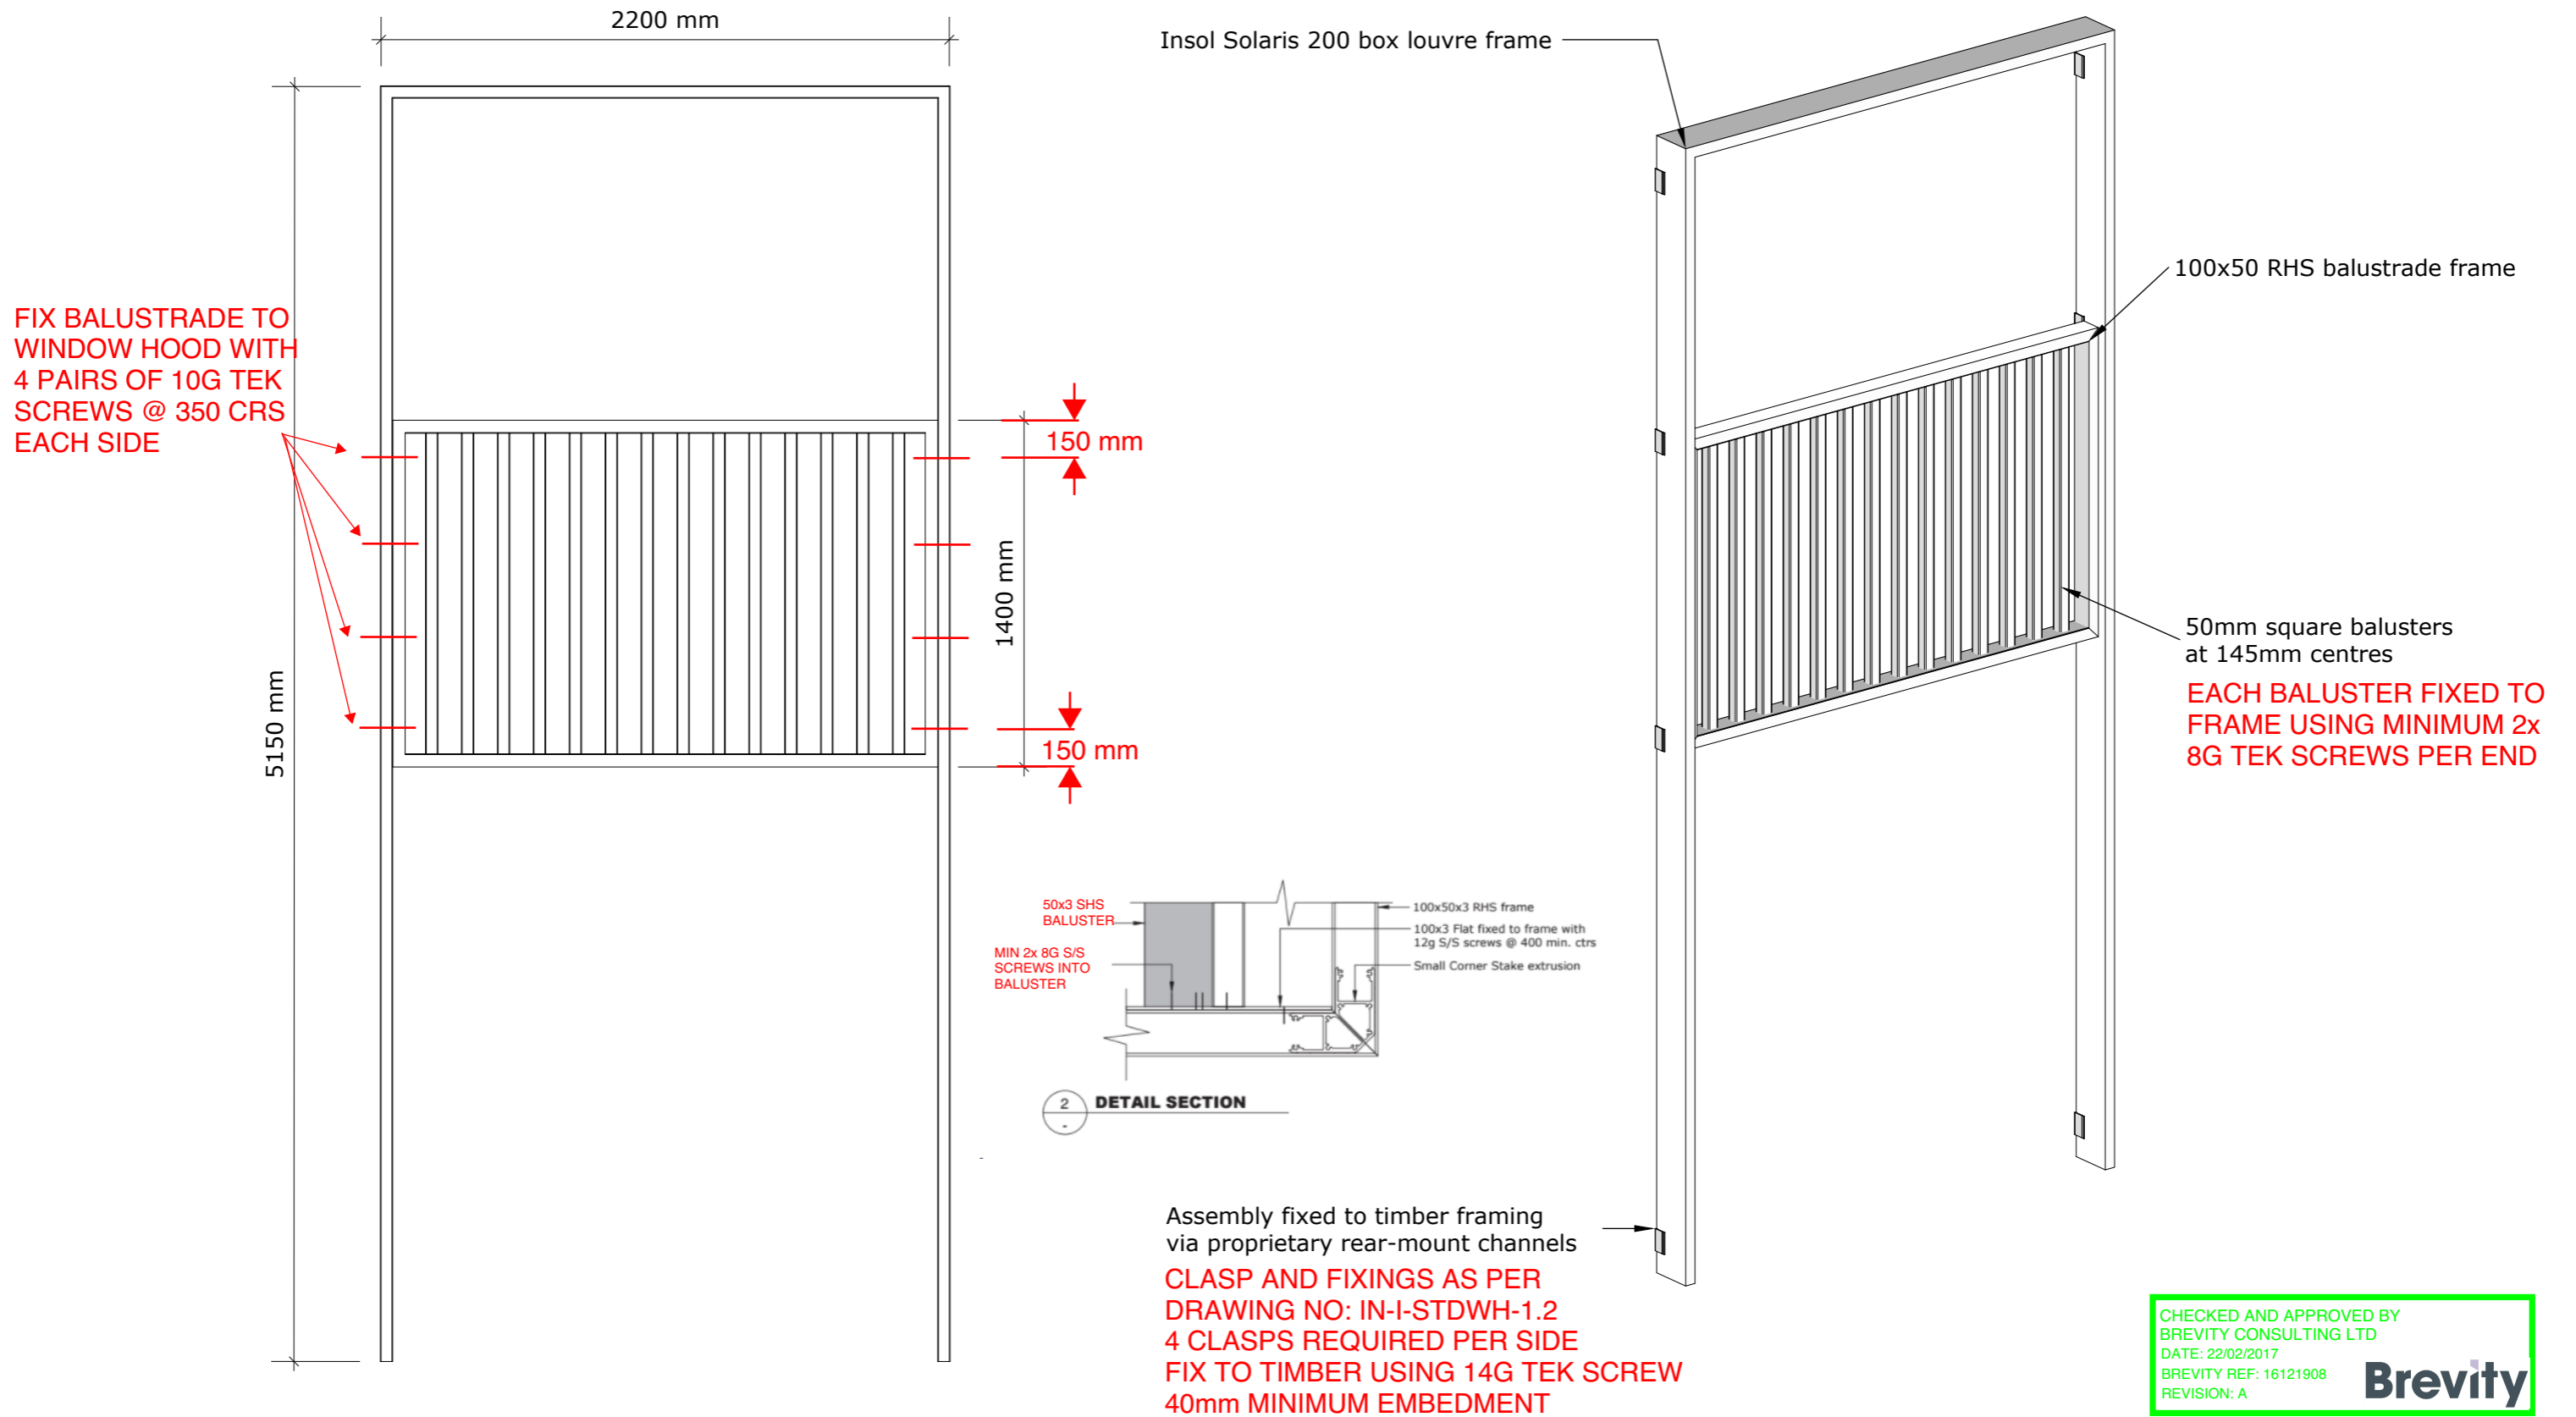 2200 mm
Insol Solaris 200 box louvre frame
100x50 RHS balustrade frame
FIX BALUSTRADE TO
WINDOW HOOD WITH
4 PAIRS OF 10G TEK
SCREWS @ 350 CRS
EACH SIDE
150 mm
1400 mm
5150 mm
150 mm
50mm square balusters
at 145mm centres
EACH BALUSTER FIXED TO
FRAME USING MINIMUM 2x
8G TEK SCREWS PER END
50x3 SHS
BALUSTER
MIN 2x 8G S/S
SCREWS INTO
BALUSTER
100x50x3 RHS frame
100x3 Flat fixed to frame with
12g S/S screws @ 400 min. ctrs
Small Corner Stake extrusion
2
-
DETAIL SECTION
Assembly fixed to timber framing
via proprietary rear-mount channels
CLASP AND FIXINGS AS PER
DRAWING NO: IN-I-STDWH-1.2
4 CLASPS REQUIRED PER SIDE
FIX TO TIMBER USING 14G TEK SCREW
40mm MINIMUM EMBEDMENT
CHECKED AND APPROVED BY
BREVITY CONSULTING LTD
DATE: 22/02/2017
BREVITY REF: 16121908
REVISION: A
Brevity